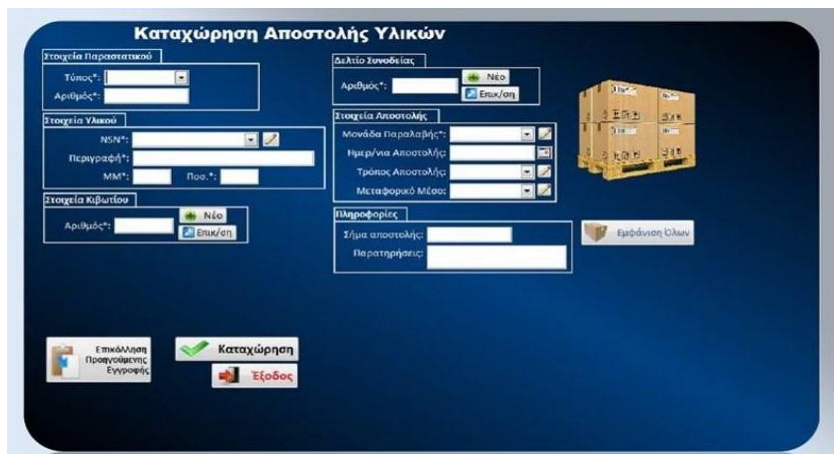 Καταχώρηση Αποστολής Υλικών
Στοιχεία Παραστατικού
Τύπος*:
Αριθμός*:
Στοιχεία Υλικού
NSN*:
Περιγραφή*:
ΜΜ*: Ποσ.*:
Στοιχεία Κιβωτίου
Αριθμός*:
Νέο
Επικ/ση
Δελτίο Συνοδείας
Αριθμός*:
Νέο
Επικ/ση
Στοιχεία Αποστολής
Μονάδα Παραλαβής*:
Ημερ/νια Αποστολής:
Τρόπος Αποστολής:
Μεταφορικό Μέσο:
Πληροφορίες
Σήμα αποστολής:
Παρατηρήσεις:
Εμφάνιση Όλων
Επικόλληση
Προηγούμενης
Εγγραφής
Καταχώρηση
Έξοδος